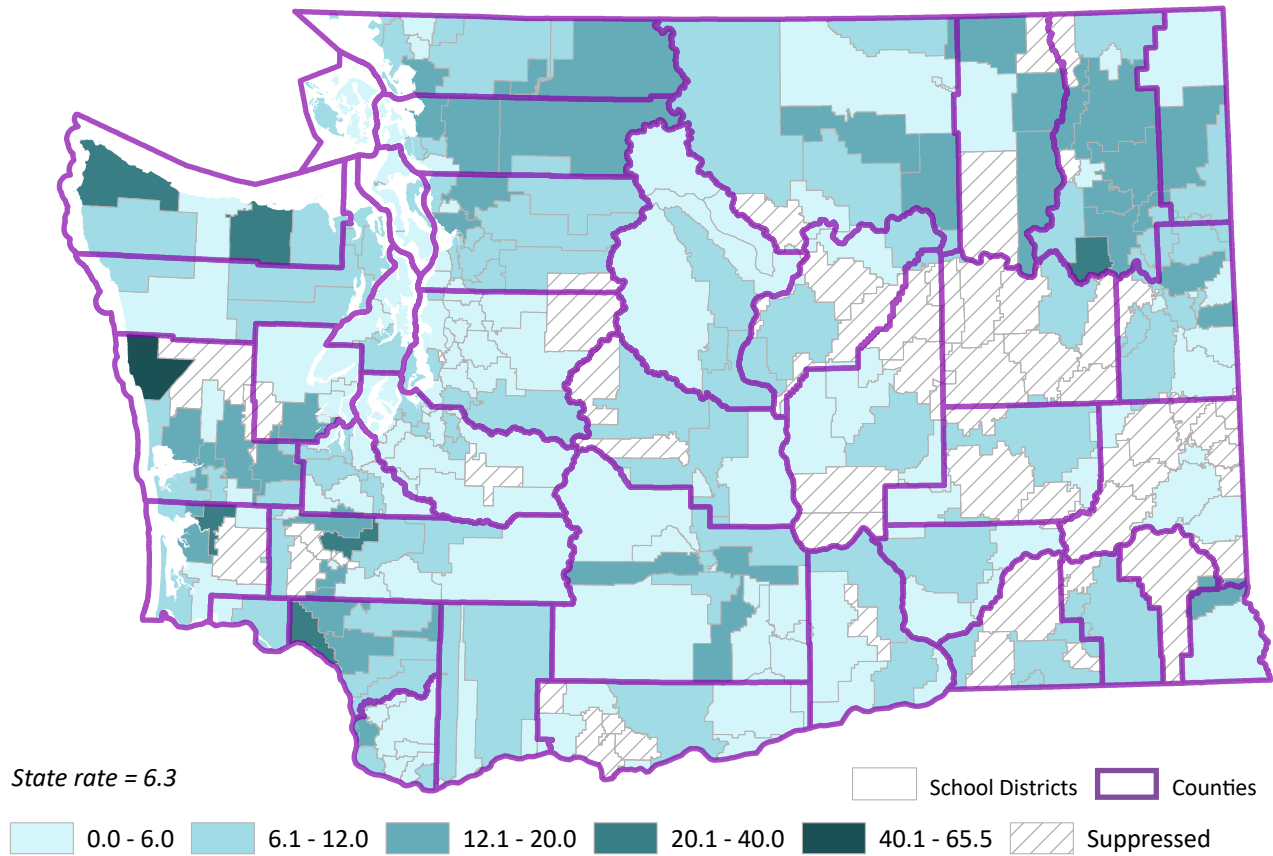 State rate = 6.3
School Districts
Counties
0.0 - 6.0
6.1 - 12.0
12.1 - 20.0
20.1 - 40.0
40.1 - 65.5
Suppressed